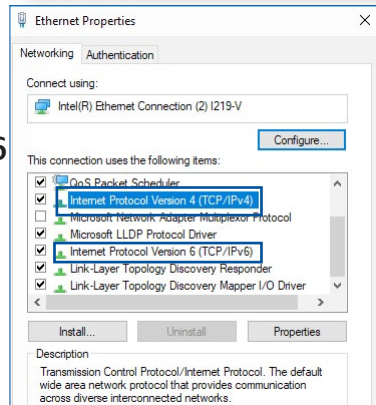 Ethernet Properties
Networking Authentication
Connect using:
Intel(R) Ethernet Connection (2) I219-V
6
Configure...
This connection uses the following items:
QoS Packet Scheduler
Internet Protocol Version 4 (TCP/IPv4)
Microsoft Network Adapter Multiplexor Protocol
Microsoft LLDP Protocol Driver
Internet Protocol Version 6 (TCP/IPv6)
Link-Layer Topology Discovery Responder
Link-Layer Topology Discovery Mapper I/O Driver
Install... Uninstall Properties
Description
Transmission Control Protocol/Internet Protocol. The default
wide area network protocol that provides communication
across diverse interconnected networks.